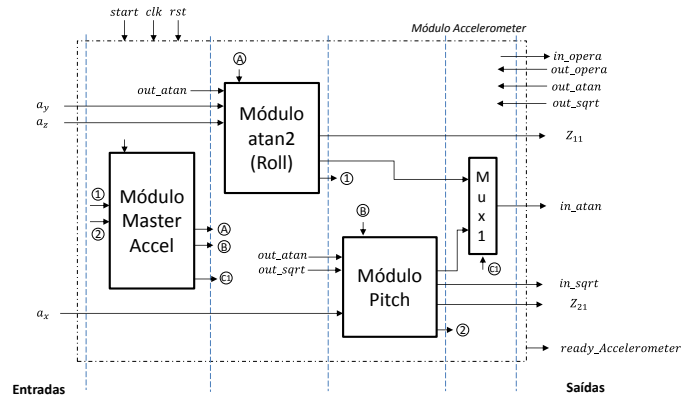 start clk rst
Módulo Accelerometer
in_opera
out_opera
out_atan
out_sqrt
A
out_atan
a_y
a_z
Módulo
atan2
(Roll)
Z_11
1
Mux1
in_atan
1
2
Módulo
Master
Accel
A
B
C1
B
out_atan
out_sqrt
Módulo
Pitch
C1
in_sqrt
Z_21
a_x
2
ready_Accelerometer
Entradas
Saídas